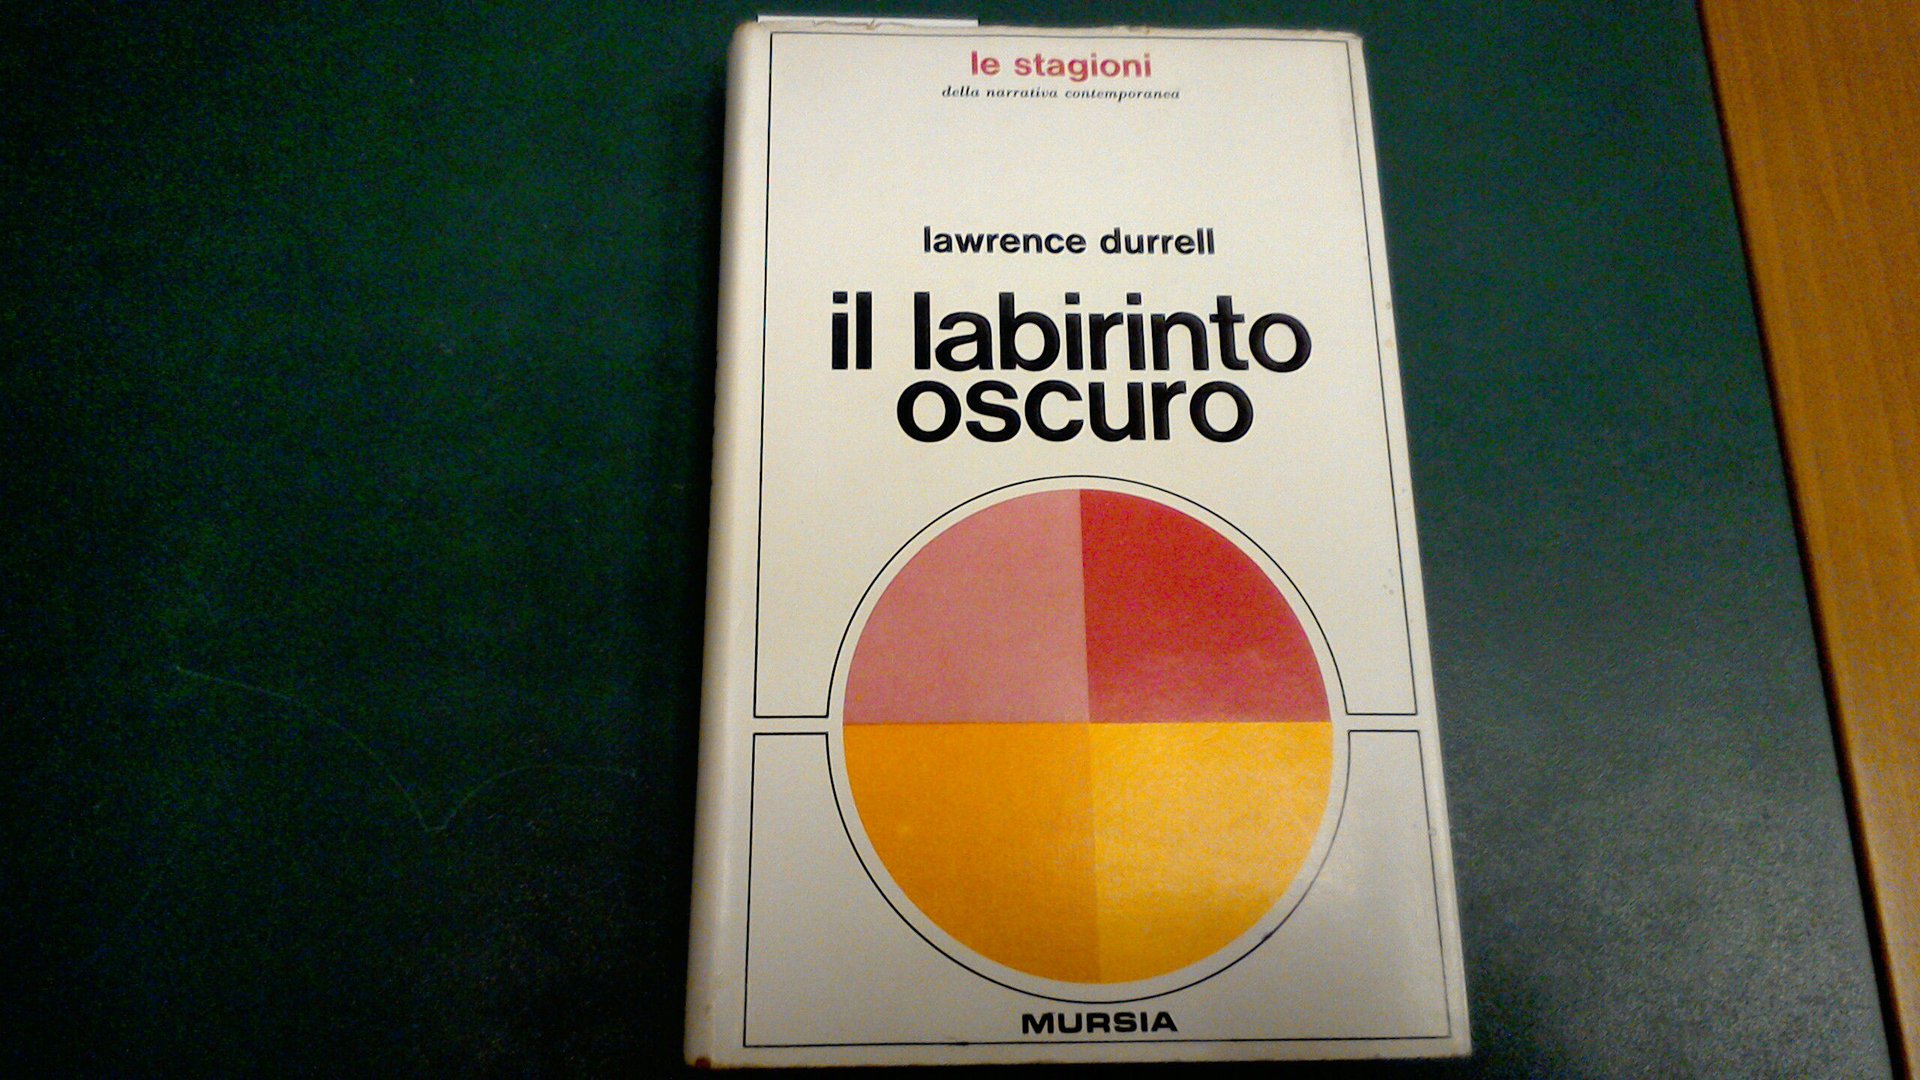 le stagioni
della narrativa contemporanea
lawrence durrell
il labirinto
oscuro
MURSIA